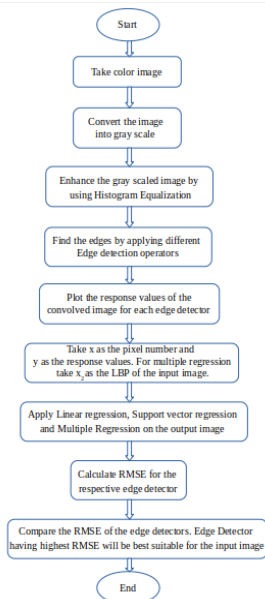 Start
Take color image
Convert the image
into gray scale
Enhance the gray scaled image by
using Histogram Equalization
Find the edges by applying different
Edge detection operators
Plot the response values of the
convolved image for each edge detector
Take x as the pixel number and
y as the response values. For multiple regression
take x₂ as the LBP of the input image.
Apply Linear regression, Support vector regression
and Multiple Regression on the output image
Calculate RMSE for the
respective edge detector
Compare the RMSE of the edge detectors. Edge Detector
having highest RMSE will be best suitable for the input image
End